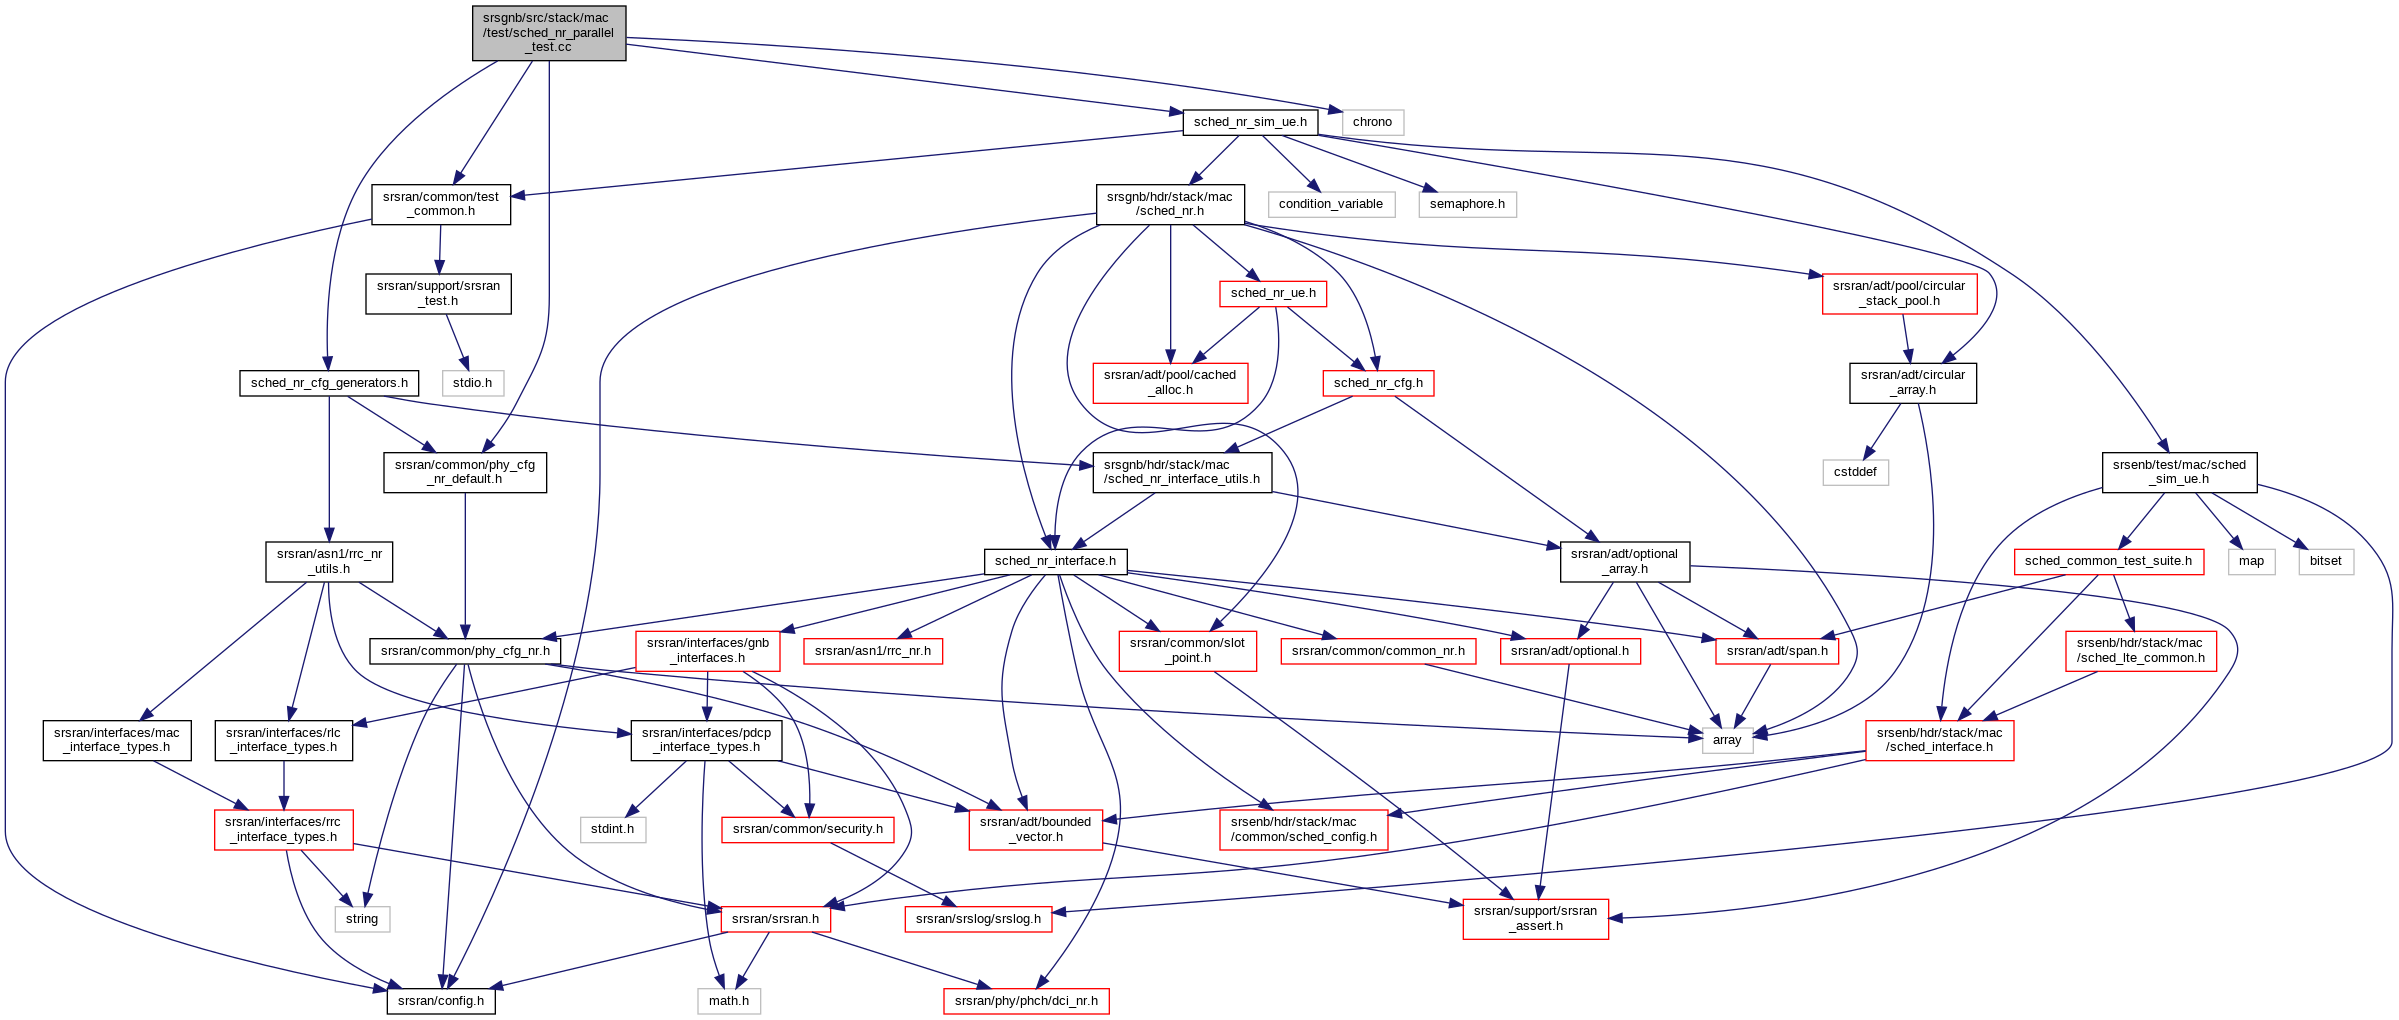 srsgnb/src/stack/mac
/test/sched_nr_parallel
_test.cc
sched_nr_sim_ue.h
chrono
srsran/common/test
_common.h
srsgnb/hdr/stack/mac
/sched_nr.h
condition_variable
semaphore.h
srsran/support/srsran
_test.h
sched_nr_ue.h
srsran/adt/pool/circular
_stack_pool.h
sched_nr_cfg_generators.h
stdio.h
srsran/adt/pool/cached
_alloc.h
sched_nr_cfg.h
srsran/adt/circular
_array.h
srsran/common/phy_cfg
_nr_default.h
srsgnb/hdr/stack/mac
/sched_nr_interface_utils.h
cstddef
srsenb/test/mac/sched
_sim_ue.h
srsran/asn1/rrc_nr
_utils.h
sched_nr_interface.h
srsran/adt/optional
_array.h
sched_common_test_suite.h
map
bitset
srsran/common/phy_cfg_nr.h
srsran/interfaces/gnb
_interfaces.h
srsran/asn1/rrc_nr.h
srsran/common/slot
_point.h
srsran/common/common_nr.h
srsran/adt/optional.h
srsran/adt/span.h
srsenb/hdr/stack/mac
/sched_lte_common.h
srsran/interfaces/mac
_interface_types.h
srsran/interfaces/rlc
_interface_types.h
srsran/interfaces/pdcp
_interface_types.h
array
srsenb/hdr/stack/mac
/sched_interface.h
srsran/interfaces/rrc
_interface_types.h
stdint.h
srsran/common/security.h
srsran/adt/bounded
_vector.h
srsenb/hdr/stack/mac
/common/sched_config.h
string
srsran/srsran.h
srsran/srslog/srslog.h
srsran/support/srsran
_assert.h
srsran/config.h
math.h
srsran/phy/phch/dci_nr.h